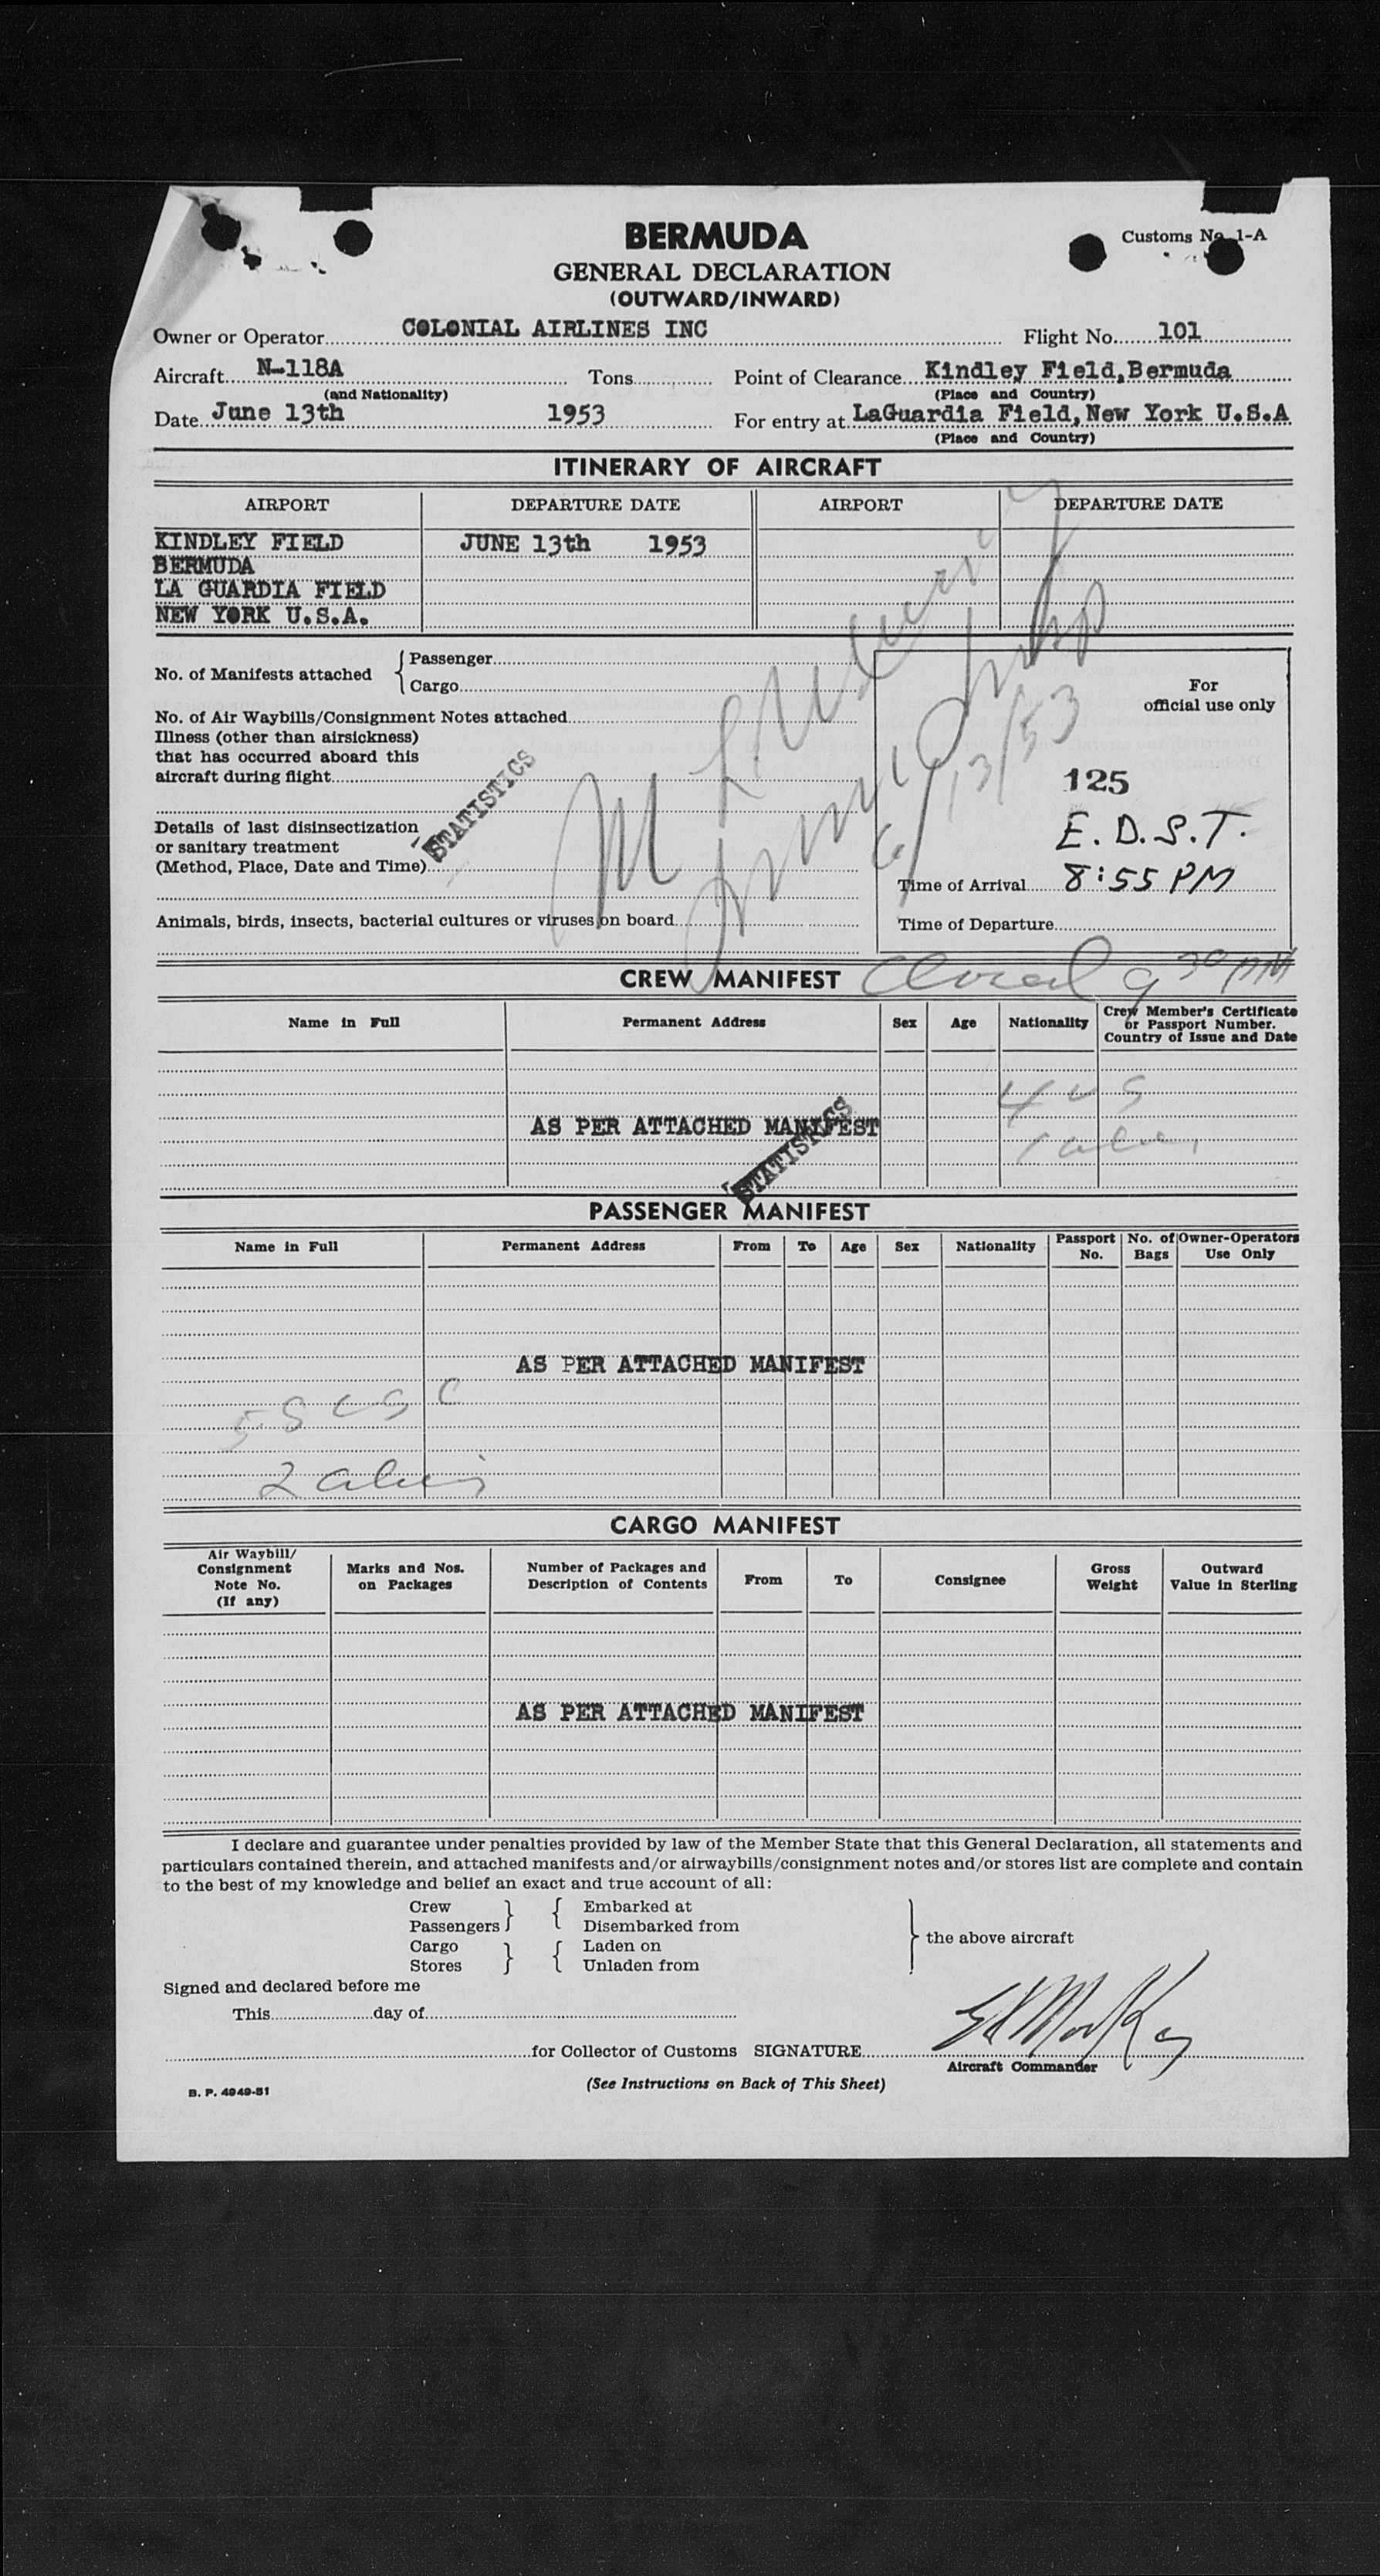 BERMUDA
Customs No. 1-A
GENERAL DECLARATION
(OUTWARD/INWARD)
Owner or Operator COLONIAL AIRLINES INC Flight No. 101
Aircraft N-118A Tons Point of Clearance Kindley Field, Bermuda
(and Nationality) (Place and Country)
Date June 13th 1953 For entry at LaGuardia Field, New York U.S.A
(Place and Country)
ITINERARY OF AIRCRAFT
AIRPORT DEPARTURE DATE AIRPORT DEPARTURE DATE
KINDLEY FIELD JUNE 13th 1953
BERMUDA
LA GUARDIA FIELD
NEW YORK U.S.A.
No. of Manifests attached { Passenger
Cargo
No. of Air Waybills/Consignment Notes attached
Illness (other than airsickness)
that has occurred aboard this
aircraft during flight
Details of last disinsectization
or sanitary treatment
(Method, Place, Date and Time)
STATISTICS
Animals, birds, insects, bacterial cultures or viruses on board
6/13/53
For
official use only
125
E.D.S.T.
Time of Arrival 8:55 PM
Time of Departure
CREW MANIFEST Closed 9 30 PM
Name in Full Permanent Address Sex Age Nationality Crew Member's Certificate
or Passport Number.
Country of Issue and Date
4 US
AS PER ATTACHED MANIFEST
1 alien
STATISTICS
PASSENGER MANIFEST
Name in Full Permanent Address From To Age Sex Nationality Passport No. No. of Bags Owner-Operators Use Only
AS PER ATTACHED MANIFEST
58 USC
2 aliens
CARGO MANIFEST
Air Waybill/
Consignment
Note No.
(If any)
Marks and Nos.
on Packages
Number of Packages and
Description of Contents
From To Consignee
Gross
Weight
Outward
Value in Sterling
AS PER ATTACHED MANIFEST
I declare and guarantee under penalties provided by law of the Member State that this General Declaration, all statements and
particulars contained therein, and attached manifests and/or airwaybills/consignment notes and/or stores list are complete and contain
to the best of my knowledge and belief an exact and true account of all:
Crew } { Embarked at
Passengers Disembarked from
Cargo } { Laden on } the above aircraft
Stores Unladen from
Signed and declared before me
This day of
for Collector of Customs SIGNATURE
Aircraft Commander
(See Instructions on Back of This Sheet)
B. P. 4949-51